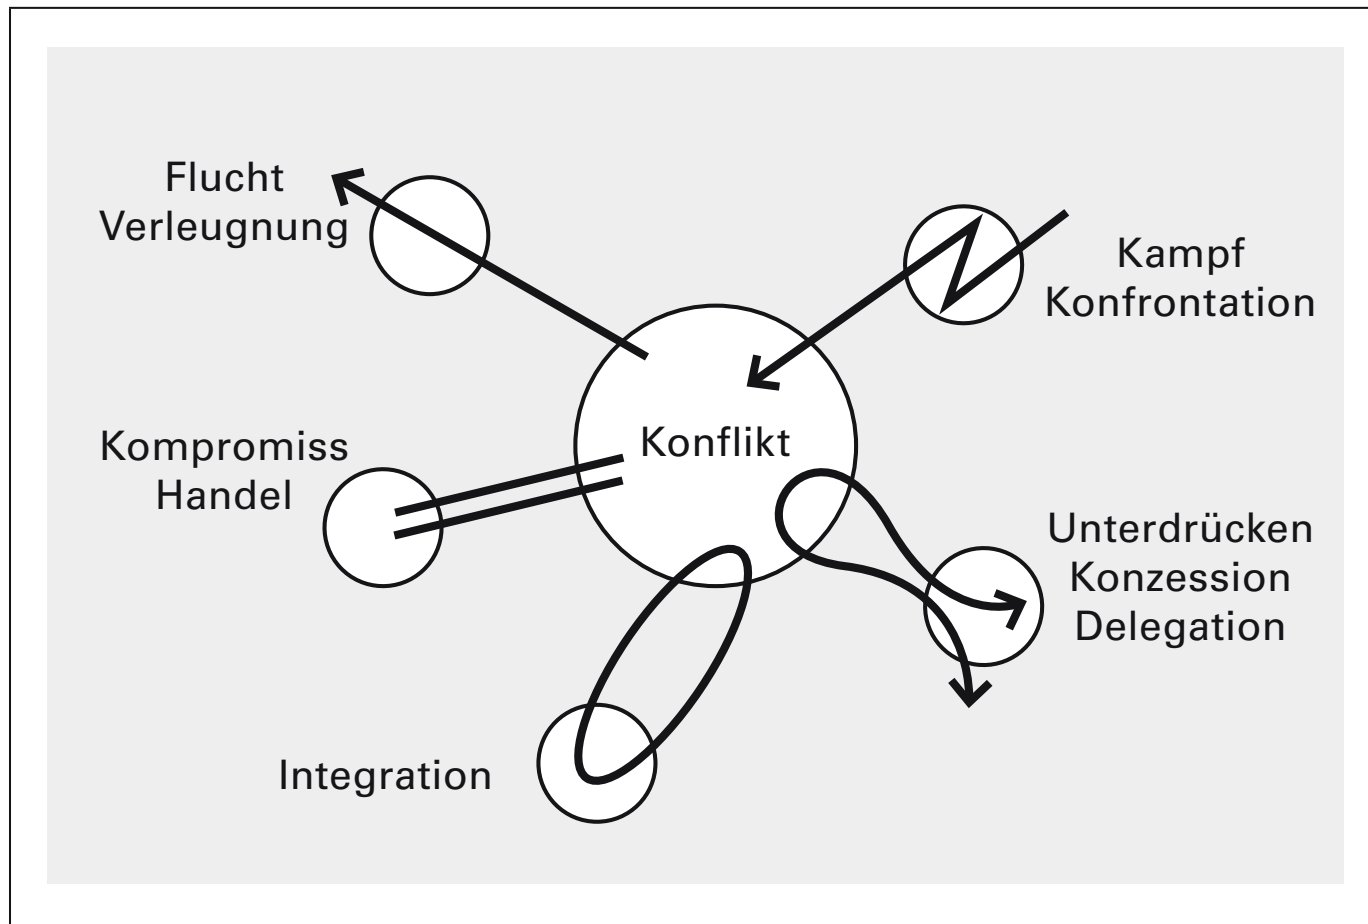 Flucht
Verleugnung
Kampf
Konfrontation
Kompromiss
Handel
Konflikt
Unterdrücken
Konzession
Delegation
Integration